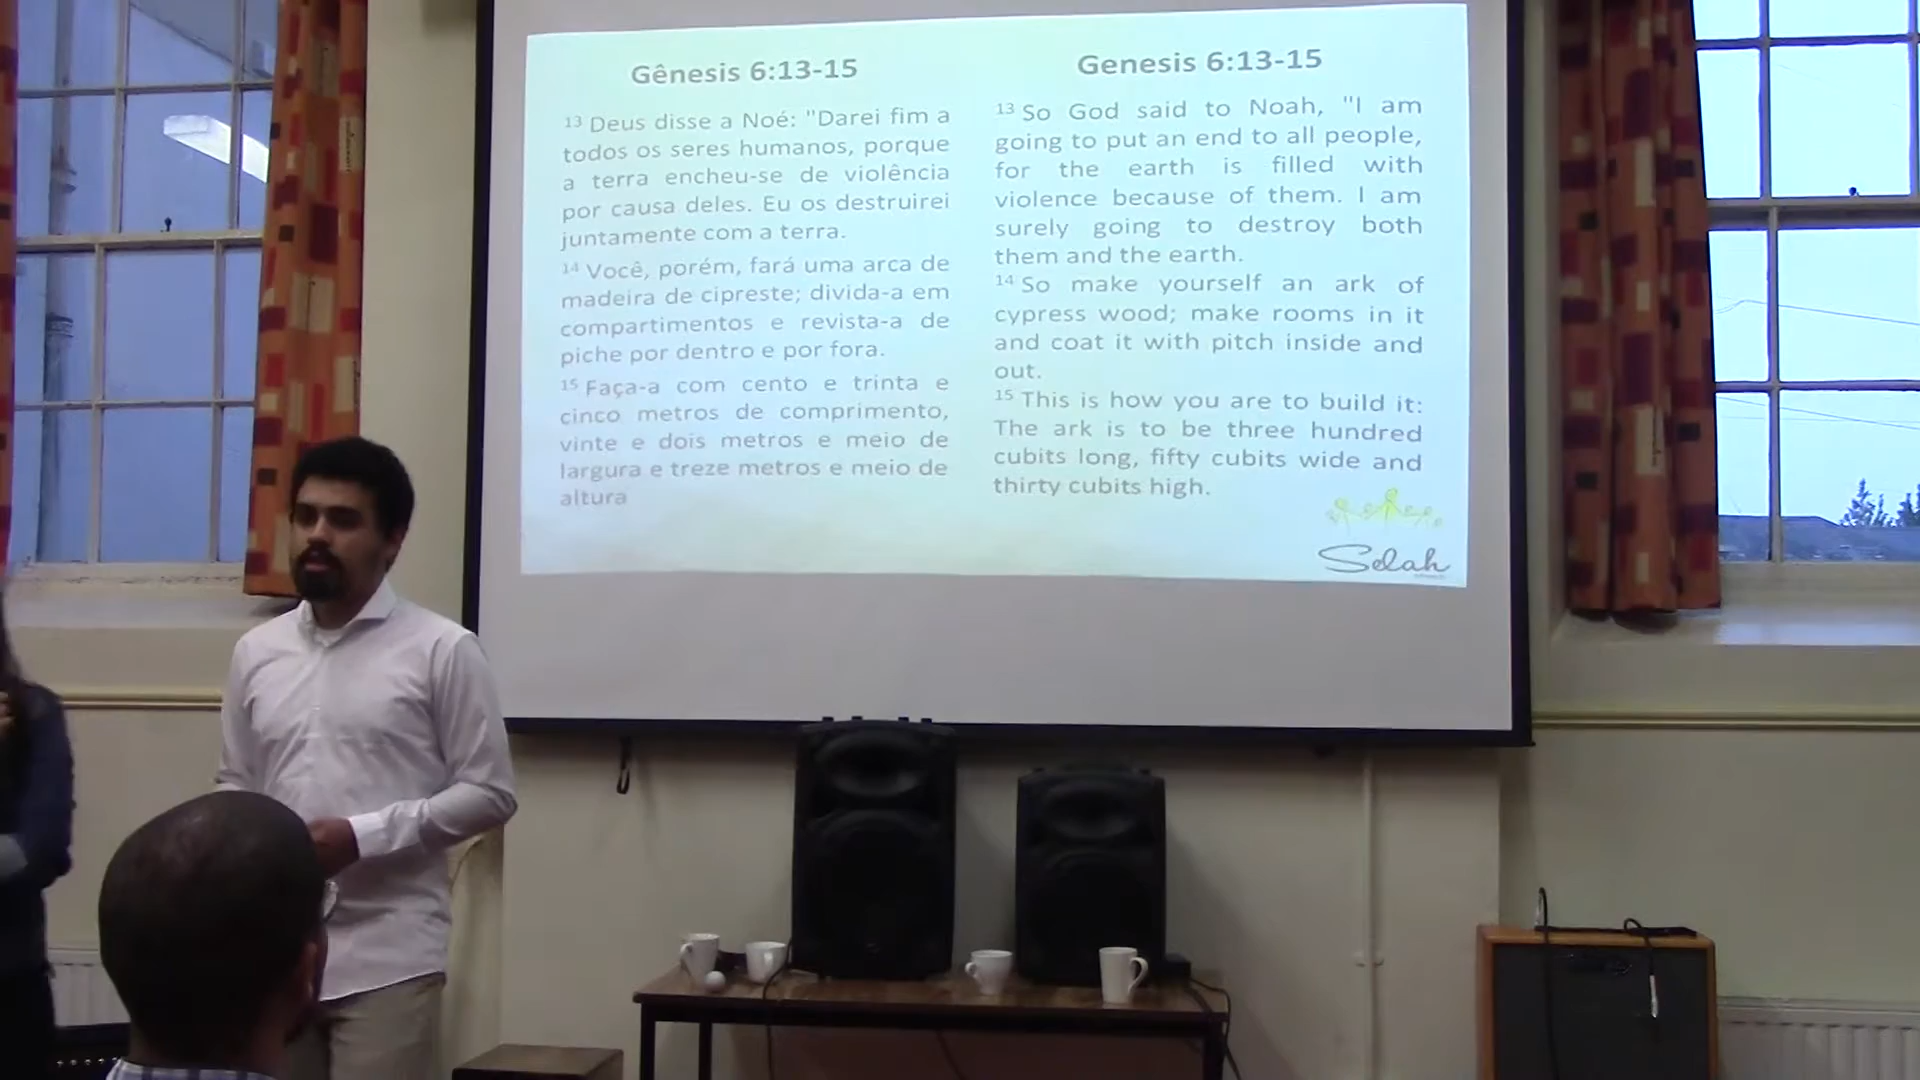 Gênesis 6:13-15
13 Deus disse a Noé: "Darei fim a
todos os seres humanos, porque
a terra encheu-se de violência
por causa deles. Eu os destruirei
juntamente com a terra.
14 Você, porém, fará uma arca de
madeira de cipreste; divida-a em
compartimentos e revista-a de
piche por dentro e por fora.
15 Faça-a com cento e trinta e
cinco metros de comprimento,
vinte e dois metros e meio de
largura e treze metros e meio de
altura
Genesis 6:13-15
13 So God said to Noah, "I am
going to put an end to all people,
for the earth is filled with
violence because of them. I am
surely going to destroy both
them and the earth.
14 So make yourself an ark of
cypress wood; make rooms in it
and coat it with pitch inside and
out.
15 This is how you are to build it:
The ark is to be three hundred
cubits long, fifty cubits wide and
thirty cubits high.
Selah